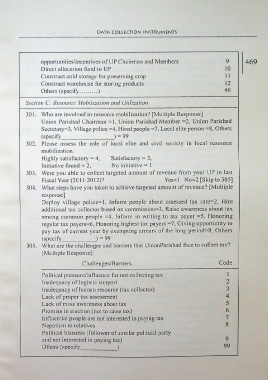 DATA COLLECTION INSTRUMENTS
469
opportunities/incentives of UP Chairman and Members 9
Direct allocation fund to UP 10
Construct cold storage for preserving crop 11
Construct warehouse for storing products 12
Others (specify..........) 99
Section C: Resource Mobilization and Utilization
301. Who are involved in resource mobilization? [Multiple Response]
Union Parishad Chairman =1, Union Parishad Member =2, Union Parishad
Secretary=3, Village police =4, Hired people =7, Local elite person =8, Others
(specify____________) = 99
302. Please assess the role of local elite and civil society in local resource
mobilization.
Highly satisfactory = 4, Satisfactory = 3,
Initiative found = 2, No initiative = 1
303. Were you able to collect targeted amount of revenue from your UP in last
Fiscal Year (2011-2012)? Yes=1 No=2 [Skip to 305]
304. What steps have you taken to achieve targeted amount of revenue? [Multiple
response]
Deploy village police=1, Inform people about assessed tax rate=2, Hire
additional tax collector based on commission=3, Raise awareness about tax
among common people =4, Inform in writing to tax payer =5, Honoring
regular tax payers=6, Honoring highest tax payers =7, Giving opportunity to
pay tax of current year by exempting arrears of the long period=8, Others
(specify__________) = 99
305. What are the challenges and barriers that UnionParishad face to collect tax?
[Multiple Response]
Challenges/Barriers Code
Political pressure/influence for not collecting tax 1
Inadequacy of logistic support 2
Inadequacy of human resource (tax collector) 3
Lack of proper tax assessment 4
Lack of mass awareness about tax 5
Promise in election (not to raise tax) 6
Influential people are not interested in paying tax 7
Nepotism to relatives 8
Political business (follower of similar political party
and not interested in paying tax) 9
Others (specify____________) 99